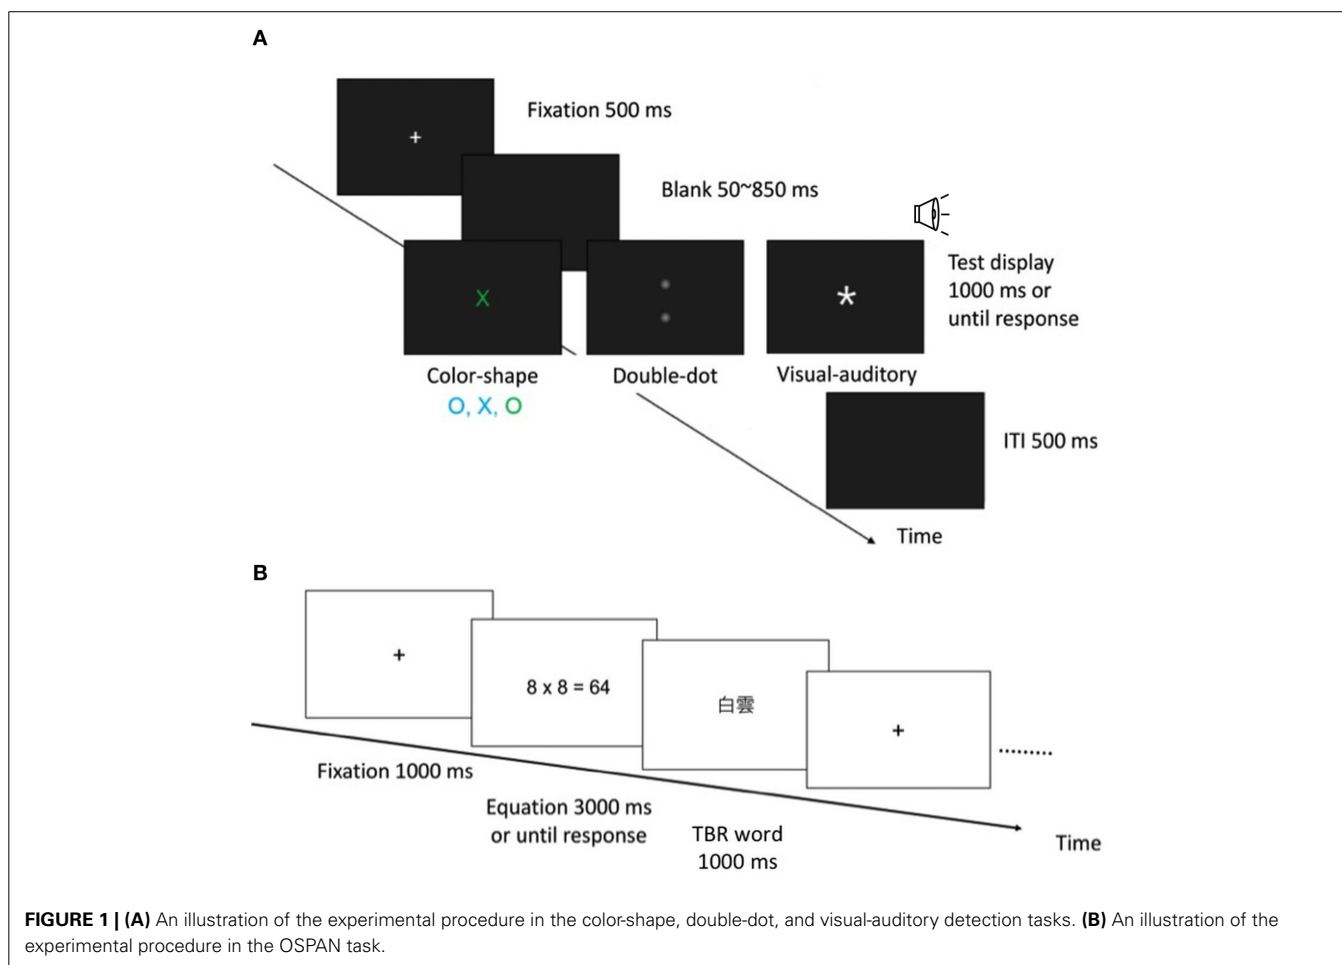 A
+
Fixation 500 ms
Blank 50~850 ms
X
*
Test display
1000 ms or
until response
Color-shape
O, X, O
Double-dot
Visual-auditory
ITI 500 ms
Time
B
+
8 x 8 = 64
白雲
+
.........
Fixation 1000 ms
Equation 3000 ms
or until response
TBR word
1000 ms
Time
FIGURE 1 | (A) An illustration of the experimental procedure in the color-shape, double-dot, and visual-auditory detection tasks. (B) An illustration of the
experimental procedure in the OSPAN task.